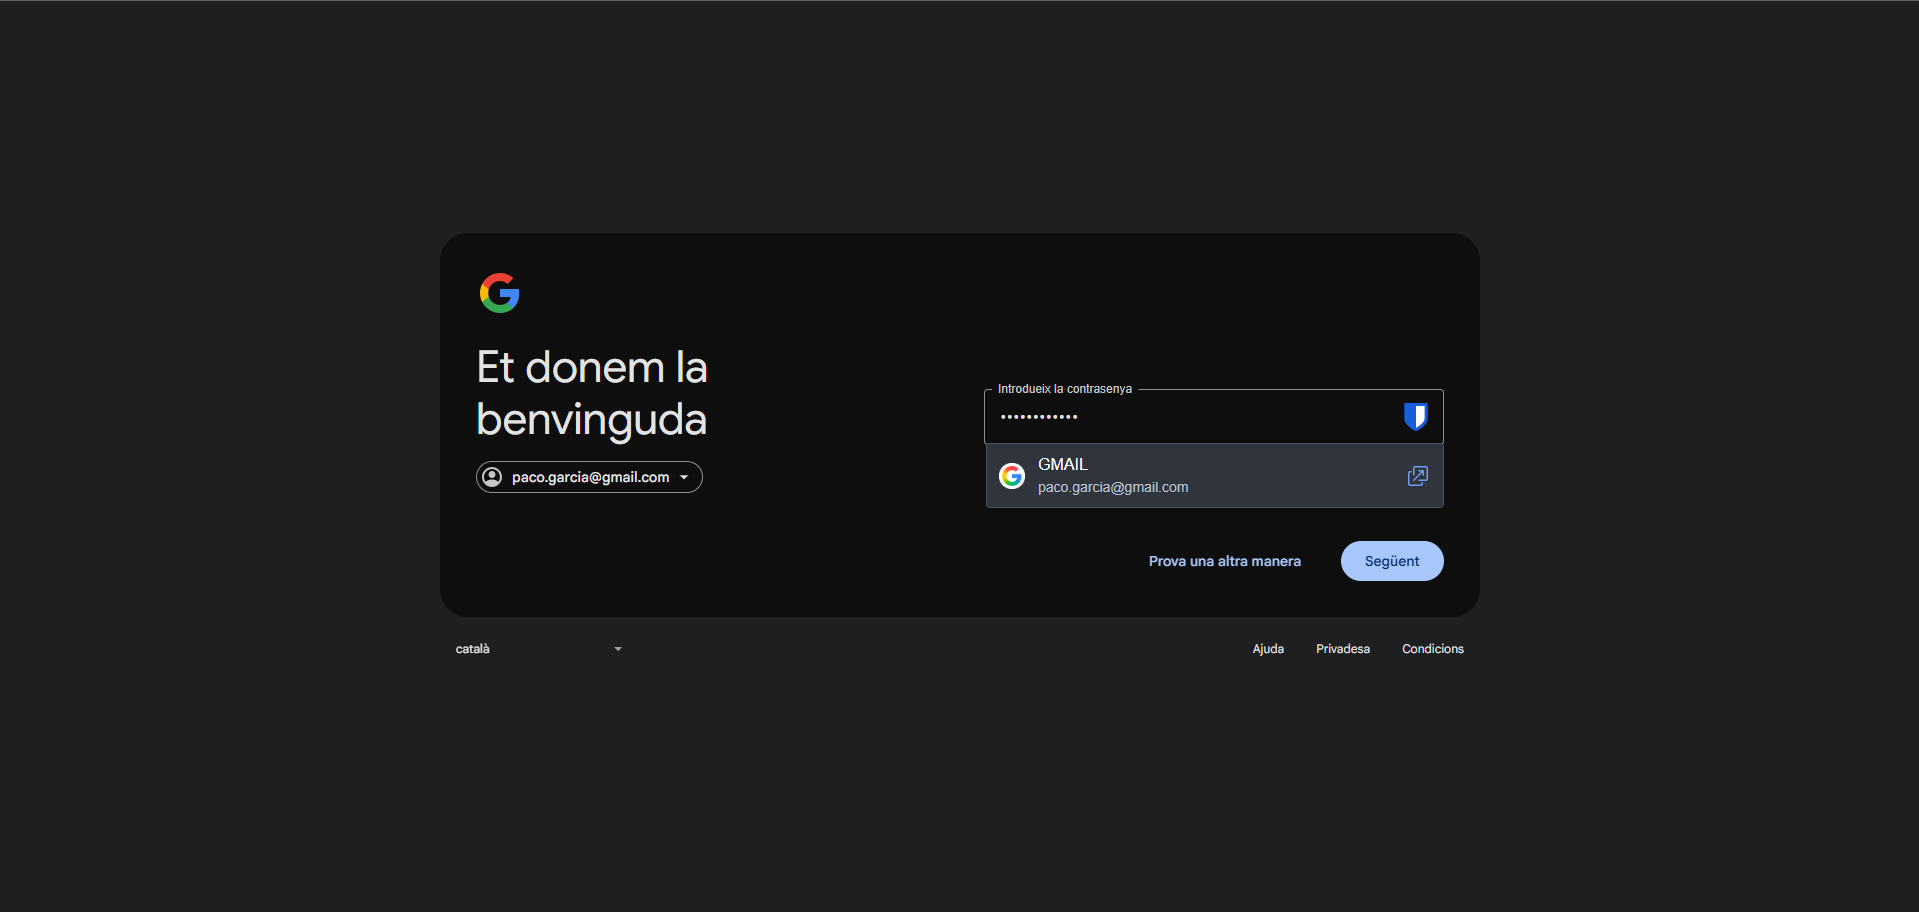 Et donem la
benvinguda
paco.garcia@gmail.com
Introdueix la contrasenya
••••••••••••
GMAIL
paco.garcia@gmail.com
Prova una altra manera
Següent
català
Ajuda
Privadesa
Condicions